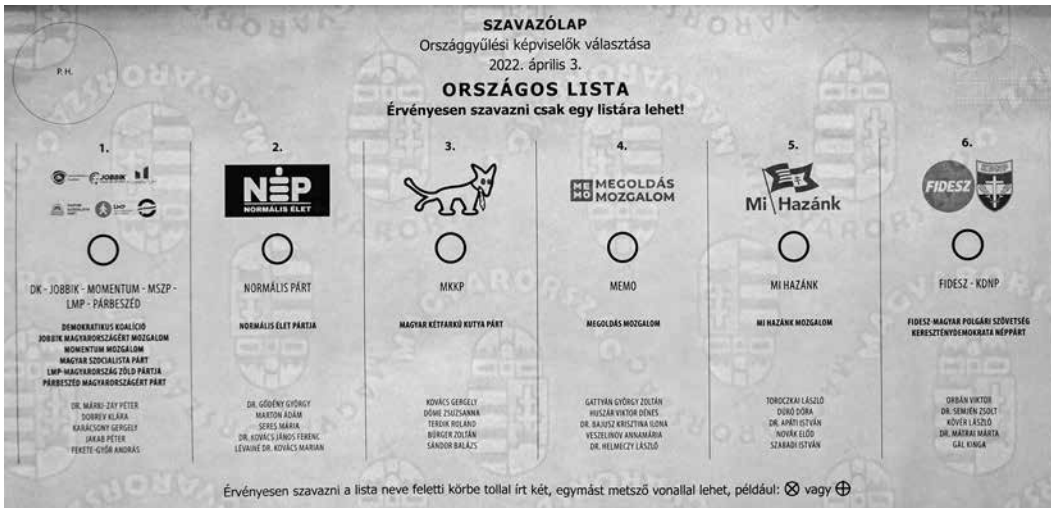 SZAVAZÓLAP
Országgyűlési képviselők választása
2022. április 3.
ORSZÁGOS LISTA
Érvényesen szavazni csak egy listára lehet!
P. H.
1.
JOBBIK
LMP
DK - JOBBIK - MOMENTUM - MSZP -
LMP - PÁRBESZÉD
DEMOKRATIKUS KOALÍCIÓ
JOBBIK MAGYARORSZÁGÉRT MOZGALOM
MOMENTUM MOZGALOM
MAGYAR SZOCIALISTA PÁRT
LMP-MAGYARORSZÁG ZÖLD PÁRTJA
PÁRBESZÉD MAGYARORSZÁGÉRT PÁRT
DR. MÁRKI-ZAY PÉTER
DOBREV KLÁRA
KARÁCSONY GERGELY
JAKAB PÉTER
FEKETE-GYŐR ANDRÁS
2.
NÉP
NORMÁLIS ÉLET
NORMÁLIS PÁRT
NORMÁLIS ÉLET PÁRTJA
DR. GŐDÉNY GYÖRGY
MARTON ÁDÁM
SERES MÁRIA
DR. KOVÁCS JÁNOS FERENC
LÉVAINÉ DR. KOVÁCS MARIAN
3.
MKKP
MAGYAR KÉTFARKÚ KUTYA PÁRT
KOVÁCS GERGELY
DŐME ZSUZSANNA
TERDIK ROLAND
BÜRGER ZOLTÁN
SÁNDOR BALÁZS
4.
MEMO
MEGOLDÁS
MOZGALOM
MEMO
MEGOLDÁS MOZGALOM
GATTYÁN GYÖRGY ZOLTÁN
HUSZÁR VIKTOR DÉNES
DR. BAJUSZ KRISZTINA ILONA
VESZELINOV ANNAMÁRIA
DR. HELMECZY LÁSZLÓ
5.
Mi Hazánk
MI HAZÁNK
MI HAZÁNK MOZGALOM
TOROCZKAI LÁSZLÓ
DÚRÓ DÓRA
DR. APÁTI ISTVÁN
NOVÁK ELŐD
SZABADI ISTVÁN
6.
FIDESZ
FIDESZ - KDNP
FIDESZ-MAGYAR POLGÁRI SZÖVETSÉG
KERESZTÉNYDEMOKRATA NÉPPÁRT
ORBÁN VIKTOR
DR. SEMJÉN ZSOLT
KÖVÉR LÁSZLÓ
DR. MÁTRAI MÁRTA
GÁL KINGA
Érvényesen szavazni a lista neve feletti körbe tollal írt két, egymást metsző vonallal lehet, például: ⊗ vagy ⊕